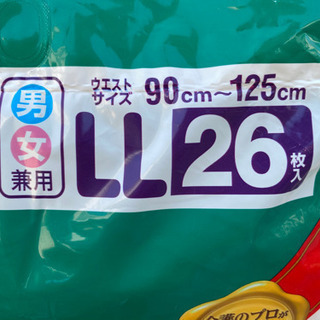 男
女
兼用
ウエスト
サイズ
90cm～125cm
LL
26
枚入
介護のプロが